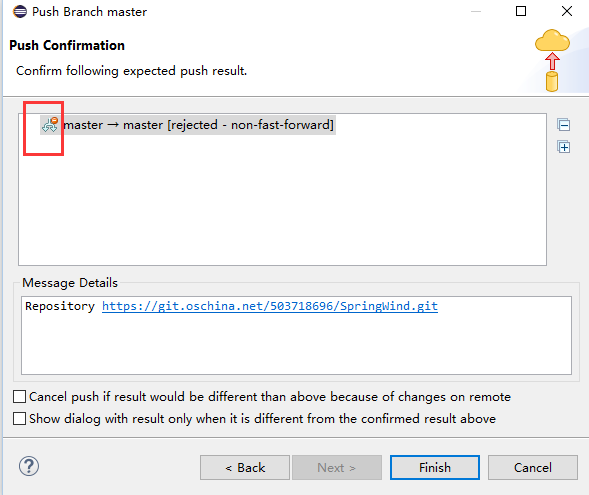 Push Branch master
Push Confirmation
Confirm following expected push result.
master → master [rejected - non-fast-forward]
Message Details
Repository https://git.oschina.net/503718696/SpringWind.git
Cancel push if result would be different than above because of changes on remote
Show dialog with result only when it is different from the confirmed result above
?
< Back
Next >
Finish
Cancel